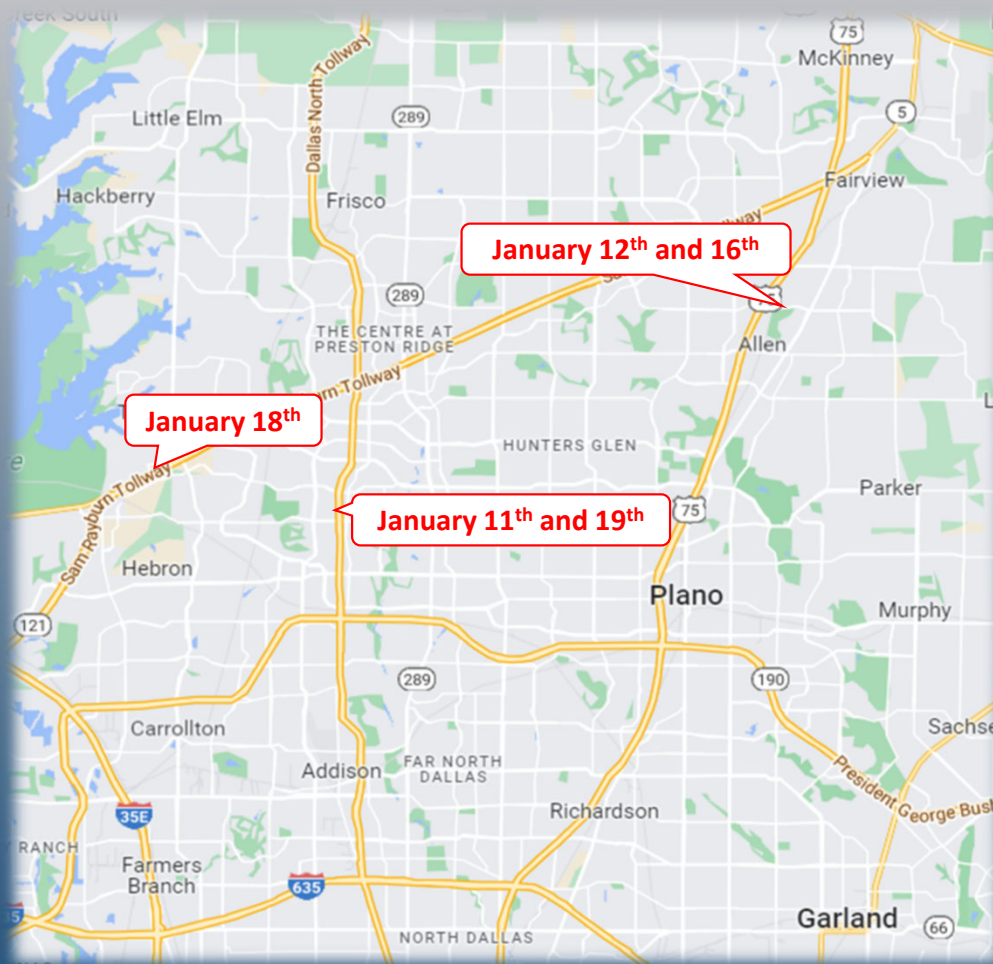 Creek South
75
McKinney
Little Elm
289
Dallas North Tollway
5
Hackberry
Frisco
Fairview
January 12th and 16th
289
75
THE CENTRE AT
PRESTON RIDGE
Allen
January 18th
HUNTERS GLEN
Sam Rayburn Tollway
Parker
January 11th and 19th
75
Hebron
Plano
Murphy
121
289
190
Carrollton
Sachse
Addison
FAR NORTH
DALLAS
President George Bush
Richardson
35E
RANCH
Farmers
Branch
635
Garland
66
NORTH DALLAS